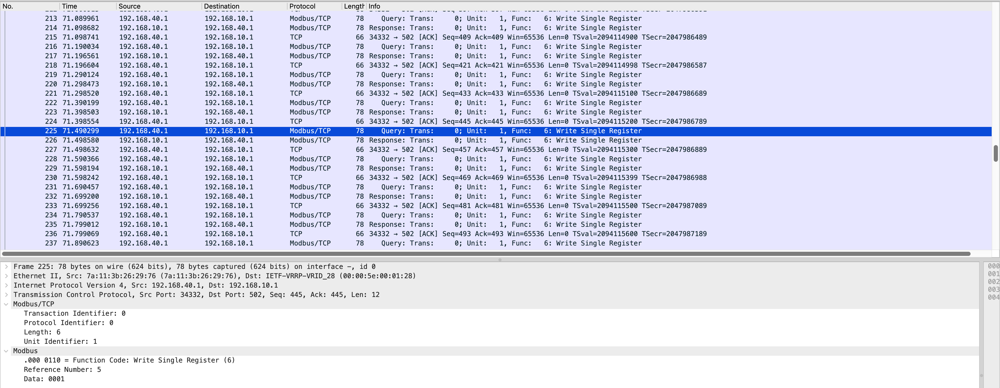 No. Time Source Destination Protocol Length Info
213 71.089961 192.168.40.1 192.168.10.1 Modbus/TCP 78 Query: Trans: 0; Unit: 1, Func: 6: Write Single Register
214 71.098682 192.168.10.1 192.168.40.1 Modbus/TCP 78 Response: Trans: 0; Unit: 1, Func: 6: Write Single Register
215 71.098741 192.168.40.1 192.168.10.1 TCP 66 34332 → 502 [ACK] Seq=409 Ack=409 Win=65536 Len=0 TSval=2094114900 TSecr=2047986489
216 71.190034 192.168.40.1 192.168.10.1 Modbus/TCP 78 Query: Trans: 0; Unit: 1, Func: 6: Write Single Register
217 71.196561 192.168.10.1 192.168.40.1 Modbus/TCP 78 Response: Trans: 0; Unit: 1, Func: 6: Write Single Register
218 71.196604 192.168.40.1 192.168.10.1 TCP 66 34332 → 502 [ACK] Seq=421 Ack=421 Win=65536 Len=0 TSval=2094114998 TSecr=2047986587
219 71.290124 192.168.40.1 192.168.10.1 Modbus/TCP 78 Query: Trans: 0; Unit: 1, Func: 6: Write Single Register
220 71.298473 192.168.10.1 192.168.40.1 Modbus/TCP 78 Response: Trans: 0; Unit: 1, Func: 6: Write Single Register
221 71.298520 192.168.40.1 192.168.10.1 TCP 66 34332 → 502 [ACK] Seq=433 Ack=433 Win=65536 Len=0 TSval=2094115100 TSecr=2047986689
222 71.390199 192.168.40.1 192.168.10.1 Modbus/TCP 78 Query: Trans: 0; Unit: 1, Func: 6: Write Single Register
223 71.398503 192.168.10.1 192.168.40.1 Modbus/TCP 78 Response: Trans: 0; Unit: 1, Func: 6: Write Single Register
224 71.398554 192.168.40.1 192.168.10.1 TCP 66 34332 → 502 [ACK] Seq=445 Ack=445 Win=65536 Len=0 TSval=2094115200 TSecr=2047986789
225 71.490299 192.168.40.1 192.168.10.1 Modbus/TCP 78 Query: Trans: 0; Unit: 1, Func: 6: Write Single Register
226 71.498580 192.168.10.1 192.168.40.1 Modbus/TCP 78 Response: Trans: 0; Unit: 1, Func: 6: Write Single Register
227 71.498632 192.168.40.1 192.168.10.1 TCP 66 34332 → 502 [ACK] Seq=457 Ack=457 Win=65536 Len=0 TSval=2094115300 TSecr=2047986889
228 71.590366 192.168.40.1 192.168.10.1 Modbus/TCP 78 Query: Trans: 0; Unit: 1, Func: 6: Write Single Register
229 71.598194 192.168.10.1 192.168.40.1 Modbus/TCP 78 Response: Trans: 0; Unit: 1, Func: 6: Write Single Register
230 71.598242 192.168.40.1 192.168.10.1 TCP 66 34332 → 502 [ACK] Seq=469 Ack=469 Win=65536 Len=0 TSval=2094115399 TSecr=2047986988
231 71.690457 192.168.40.1 192.168.10.1 Modbus/TCP 78 Query: Trans: 0; Unit: 1, Func: 6: Write Single Register
232 71.699200 192.168.10.1 192.168.40.1 Modbus/TCP 78 Response: Trans: 0; Unit: 1, Func: 6: Write Single Register
233 71.699256 192.168.40.1 192.168.10.1 TCP 66 34332 → 502 [ACK] Seq=481 Ack=481 Win=65536 Len=0 TSval=2094115500 TSecr=2047987089
234 71.790537 192.168.40.1 192.168.10.1 Modbus/TCP 78 Query: Trans: 0; Unit: 1, Func: 6: Write Single Register
235 71.799012 192.168.10.1 192.168.40.1 Modbus/TCP 78 Response: Trans: 0; Unit: 1, Func: 6: Write Single Register
236 71.799069 192.168.40.1 192.168.10.1 TCP 66 34332 → 502 [ACK] Seq=493 Ack=493 Win=65536 Len=0 TSval=2094115600 TSecr=2047987189
237 71.890623 192.168.40.1 192.168.10.1 Modbus/TCP 78 Query: Trans: 0; Unit: 1, Func: 6: Write Single Register
Frame 225: 78 bytes on wire (624 bits), 78 bytes captured (624 bits) on interface -, id 0
Ethernet II, Src: 7a:11:3b:26:29:76 (7a:11:3b:26:29:76), Dst: IETF-VRRP-VRID_28 (00:00:5e:00:01:28)
Internet Protocol Version 4, Src: 192.168.40.1, Dst: 192.168.10.1
Transmission Control Protocol, Src Port: 34332, Dst Port: 502, Seq: 445, Ack: 445, Len: 12
Modbus/TCP
Transaction Identifier: 0
Protocol Identifier: 0
Length: 6
Unit Identifier: 1
Modbus
.000 0110 = Function Code: Write Single Register (6)
Reference Number: 5
Data: 0001
000
001
002
003
004